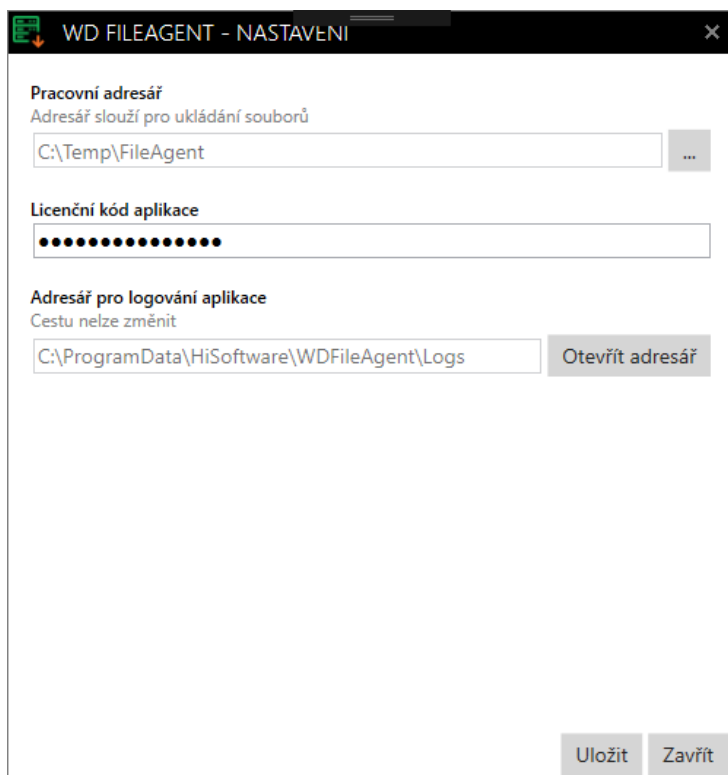 WD FILEAGENT - NASTAVENÍ
Pracovní adresář
Adresář slouží pro ukládání souborů
C:\Temp\FileAgent
...
Licenční kód aplikace
●●●●●●●●●●●●●●●
Adresář pro logování aplikace
Cestu nelze změnit
C:\ProgramData\HiSoftware\WDFileAgent\Logs
Otevřít adresář
Uložit Zavřít